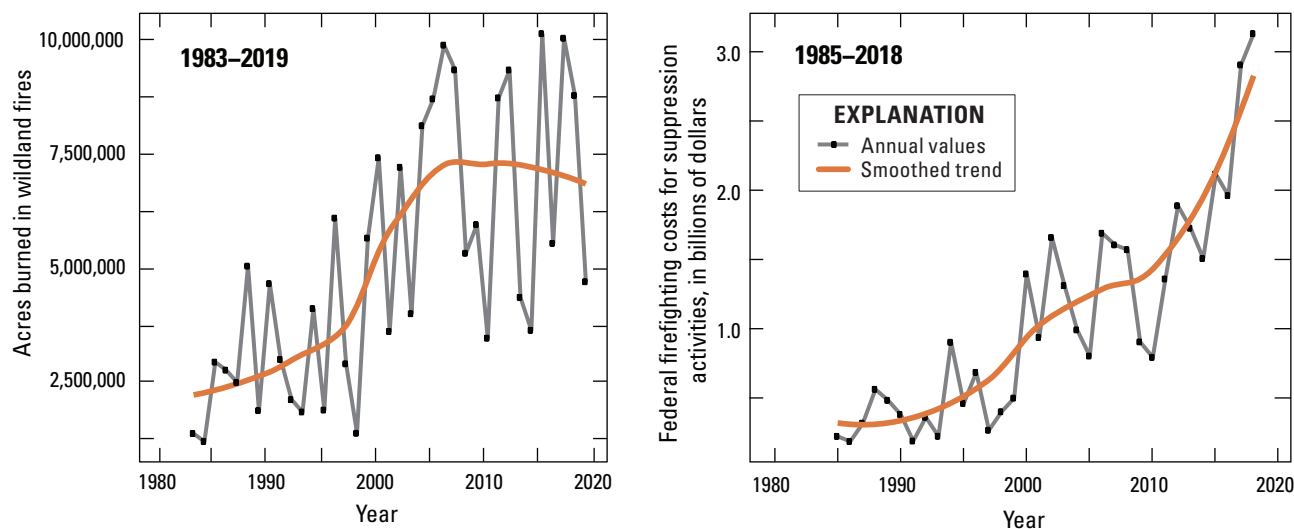 Acres burned in wildland fires
10,000,000
7,500,000
5,000,000
2,500,000
1983–2019
1980
1990
2000
2010
2020
Year
Federal firefighting costs for suppression
activities, in billions of dollars
3.0
2.0
1.0
1985–2018
EXPLANATION
Annual values
Smoothed trend
1980
1990
2000
2010
2020
Year